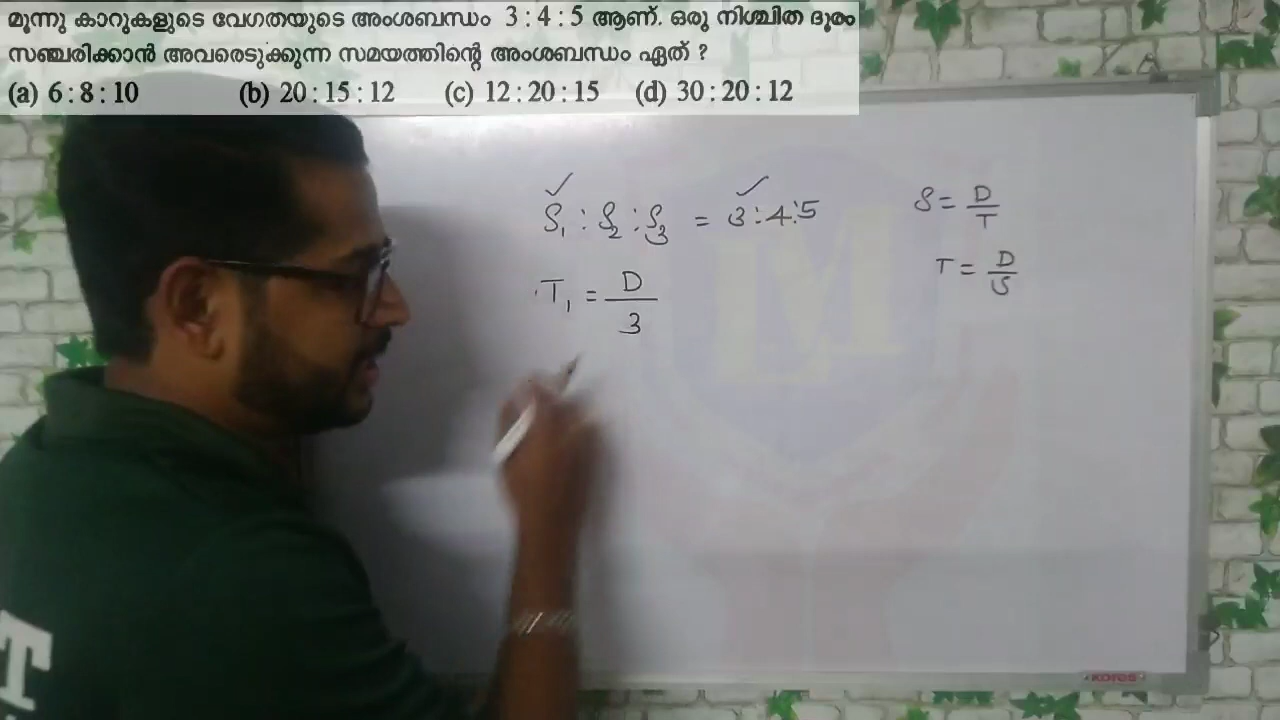 മൂന്നു കാറുകളുടെ വേഗതയുടെ അംശബന്ധം 3 : 4 : 5 ആണ്. ഒരു നിശ്ചിത ദൂരം
സഞ്ചരിക്കാൻ അവരെടുക്കുന്ന സമയത്തിന്റെ അംശബന്ധം ഏത് ?
(a) 6 : 8 : 10 (b) 20 : 15 : 12 (c) 12 : 20 : 15 (d) 30 : 20 : 12
S₁ : S₂ : S₃ = 3 : 4 : 5
S = D/T
T = D/S
T₁ = D/3
M
kores